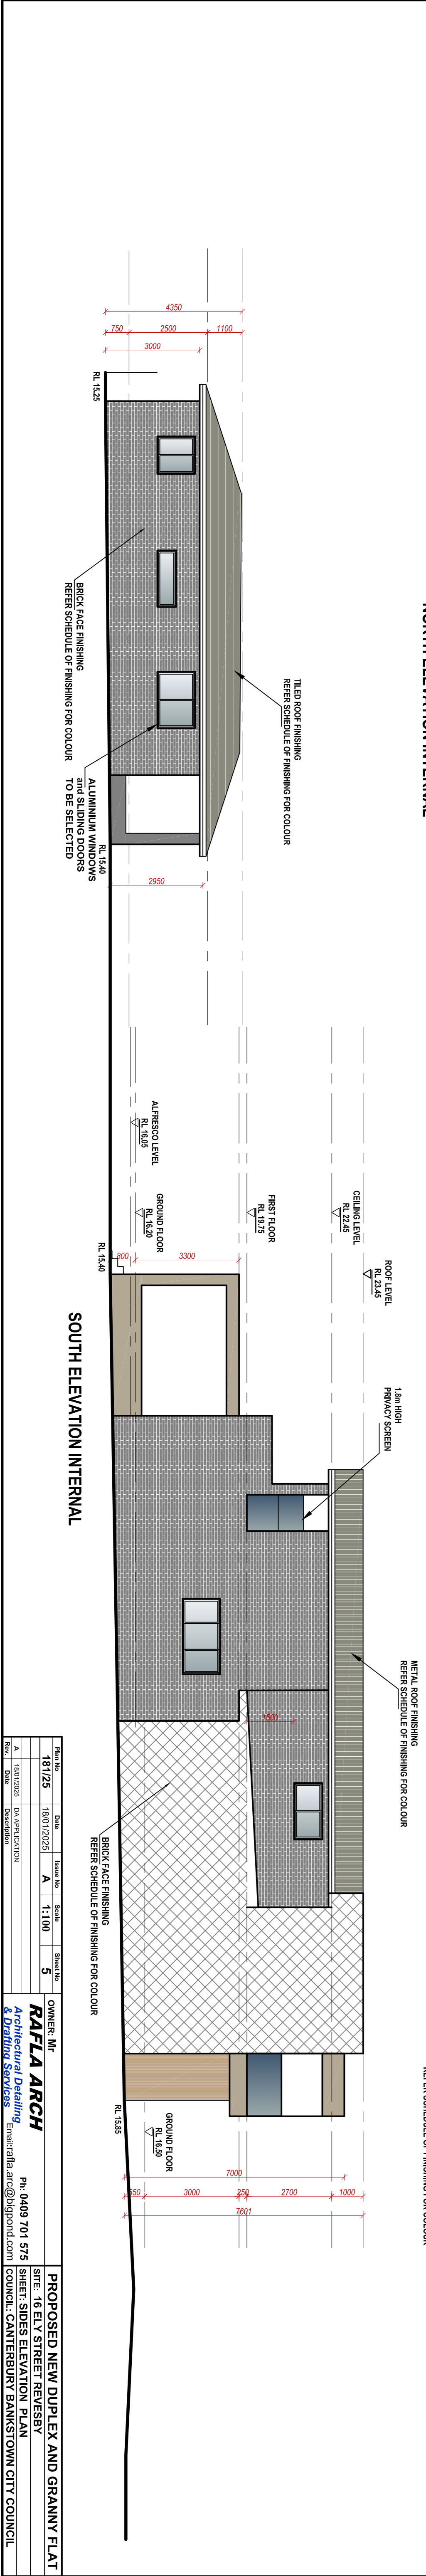 NORTH ELEVATION INTERNAL
REFER SCHEDULE OF FINISHING FOR COLOUR
4350
750
2500
1100
3000
RL 15.25
TILED ROOF FINISHING
REFER SCHEDULE OF FINISHING FOR COLOUR
BRICK FACE FINISHING
REFER SCHEDULE OF FINISHING FOR COLOUR
ALUMINIUM WINDOWS
and SLIDING DOORS
TO BE SELECTED
RL 15.40
2950
ALFRESCO LEVEL
RL 16.05
GROUND FLOOR
RL 16.20
FIRST FLOOR
RL 19.75
CEILING LEVEL
RL 22.45
ROOF LEVEL
RL 23.45
RL 15.40
800
3300
1.8m HIGH
PRIVACY SCREEN
METAL ROOF FINISHING
REFER SCHEDULE OF FINISHING FOR COLOUR
1500
BRICK FACE FINISHING
REFER SCHEDULE OF FINISHING FOR COLOUR
RL 15.85
GROUND FLOOR
RL 16.50
7000
650
3000
250
2700
1000
7601
SOUTH ELEVATION INTERNAL
Plan No
Date
Issue No
Scale
Sheet No
181/25
18/01/2025
A
1:100
5
A
18/01/2025
DA APPLICATION
Rev.
Date
Description
OWNER: Mr
RAFLA ARCH
Architectural Detailing
& Drafting Services
Ph: 0409 701 575
Email:rafla.arc@bigpond.com
PROPOSED NEW DUPLEX AND GRANNY FLAT
SITE: 16 ELY STREET REVESBY
SHEET: SIDES ELEVATION PLAN
COUNCIL: CANTERBURY BANKSTOWN CITY COUNCIL